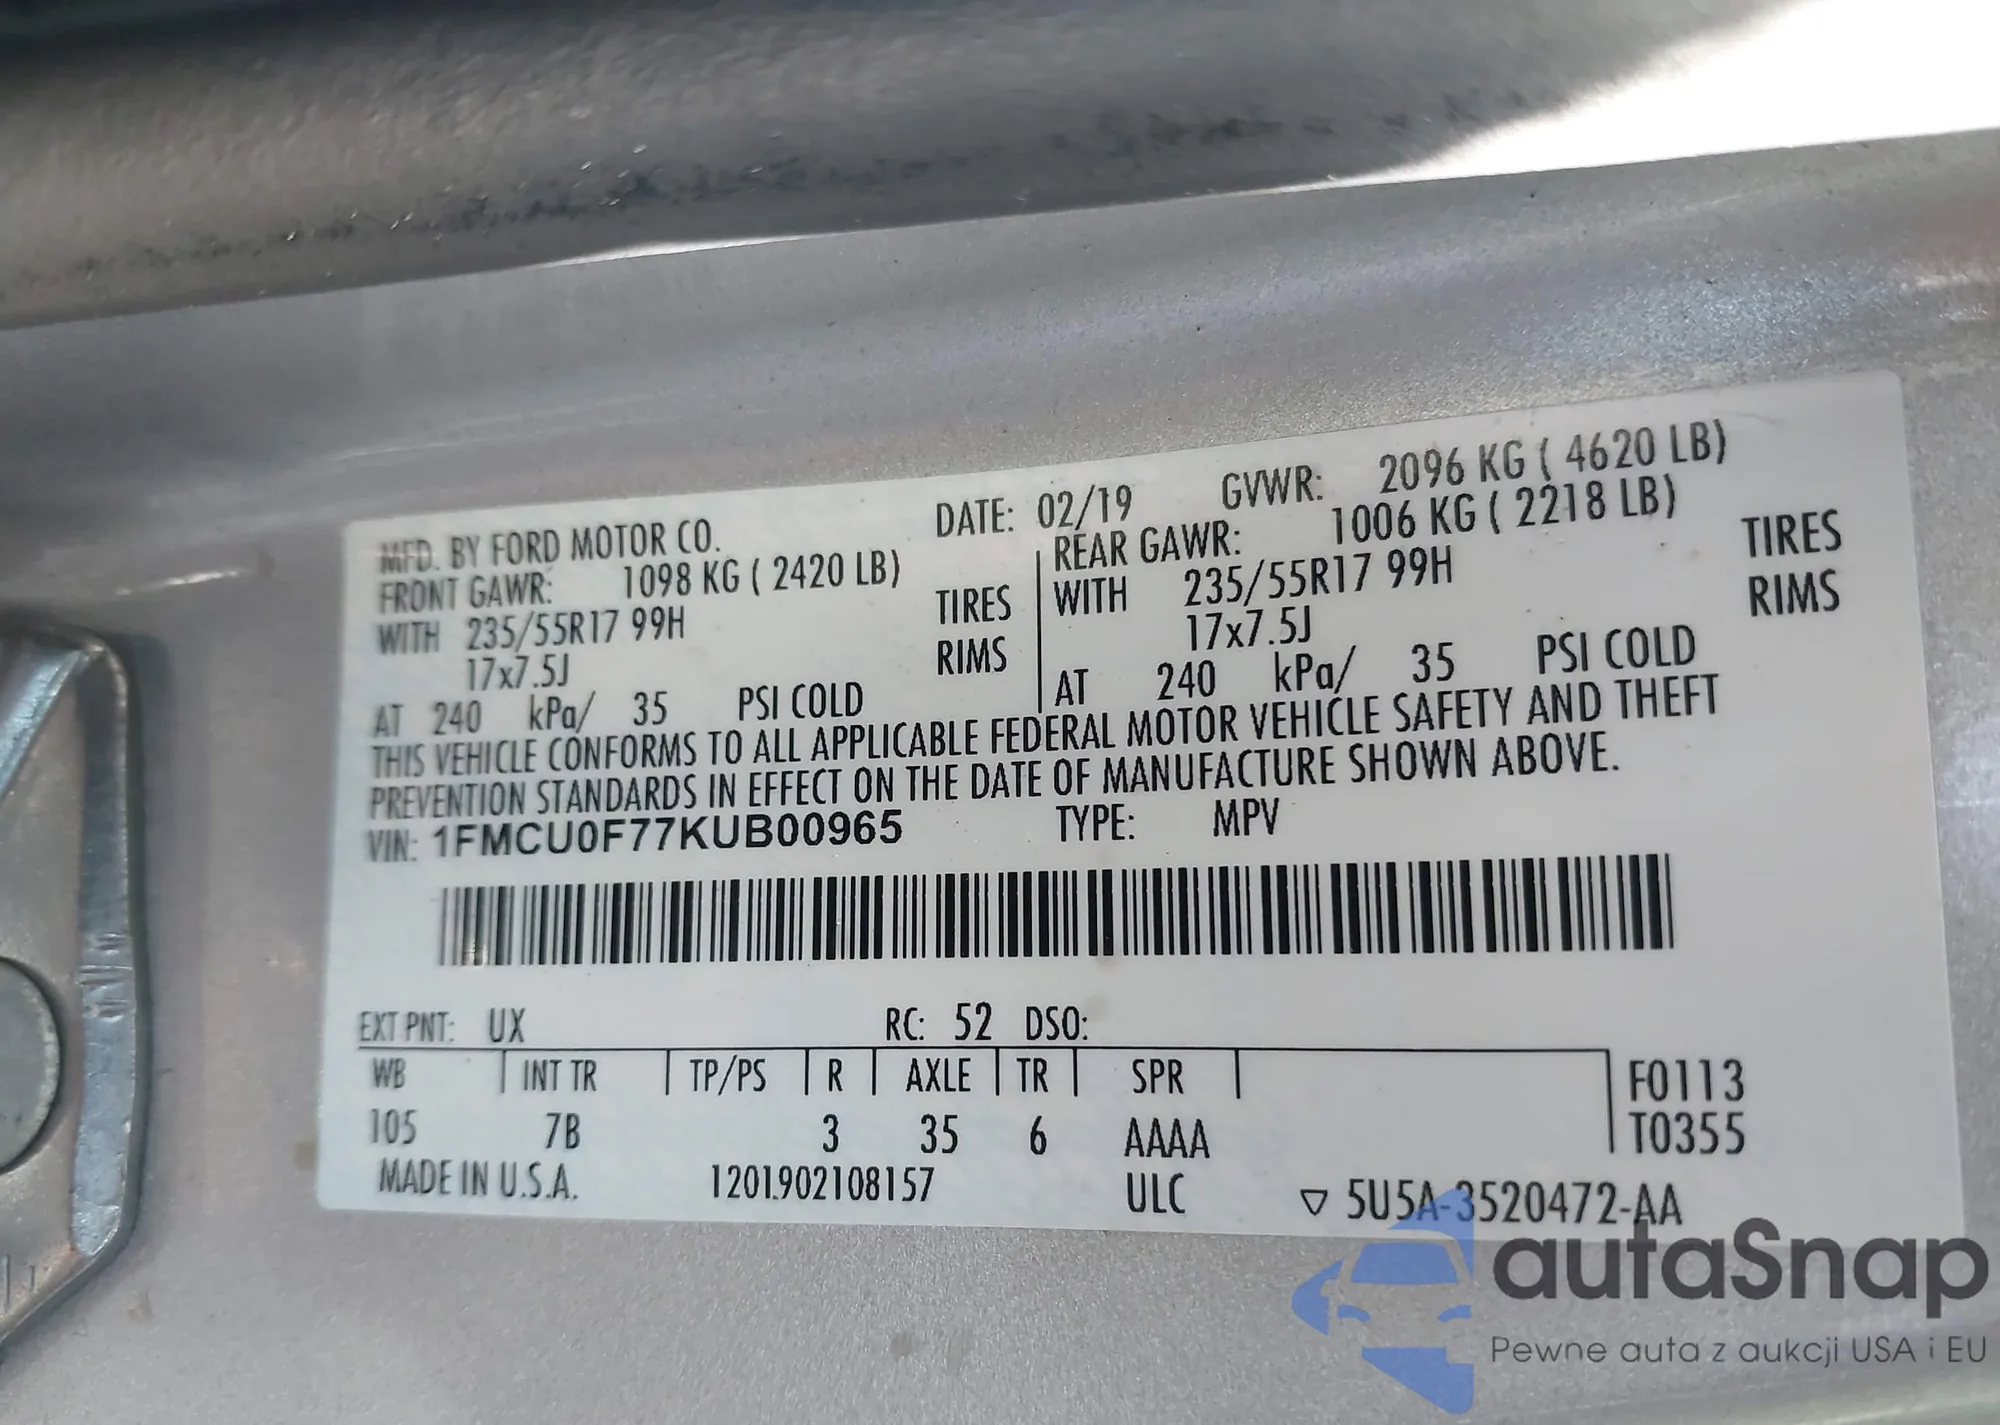 MFD. BY FORD MOTOR CO. DATE: 02/19 GVWR: 2096 KG ( 4620 LB)
FRONT GAWR: 1098 KG ( 2420 LB) REAR GAWR: 1006 KG ( 2218 LB)
WITH 235/55R17 99H TIRES WITH 235/55R17 99H TIRES
17x7.5J RIMS 17x7.5J RIMS
AT 240 kPa/ 35 PSI COLD AT 240 kPa/ 35 PSI COLD
THIS VEHICLE CONFORMS TO ALL APPLICABLE FEDERAL MOTOR VEHICLE SAFETY AND THEFT
PREVENTION STANDARDS IN EFFECT ON THE DATE OF MANUFACTURE SHOWN ABOVE.
VIN: 1FMCU0F77KUB00965 TYPE: MPV
EXT PNT: UX RC: 52 DSO:
WB INT TR TP/PS R AXLE TR SPR F0113
105 7B 3 35 6 AAAA T0355
MADE IN U.S.A. 1201902108157 ULC ▽ 5U5A-3520472-AA
autaSnap
Pewne auta z aukcji USA i EU